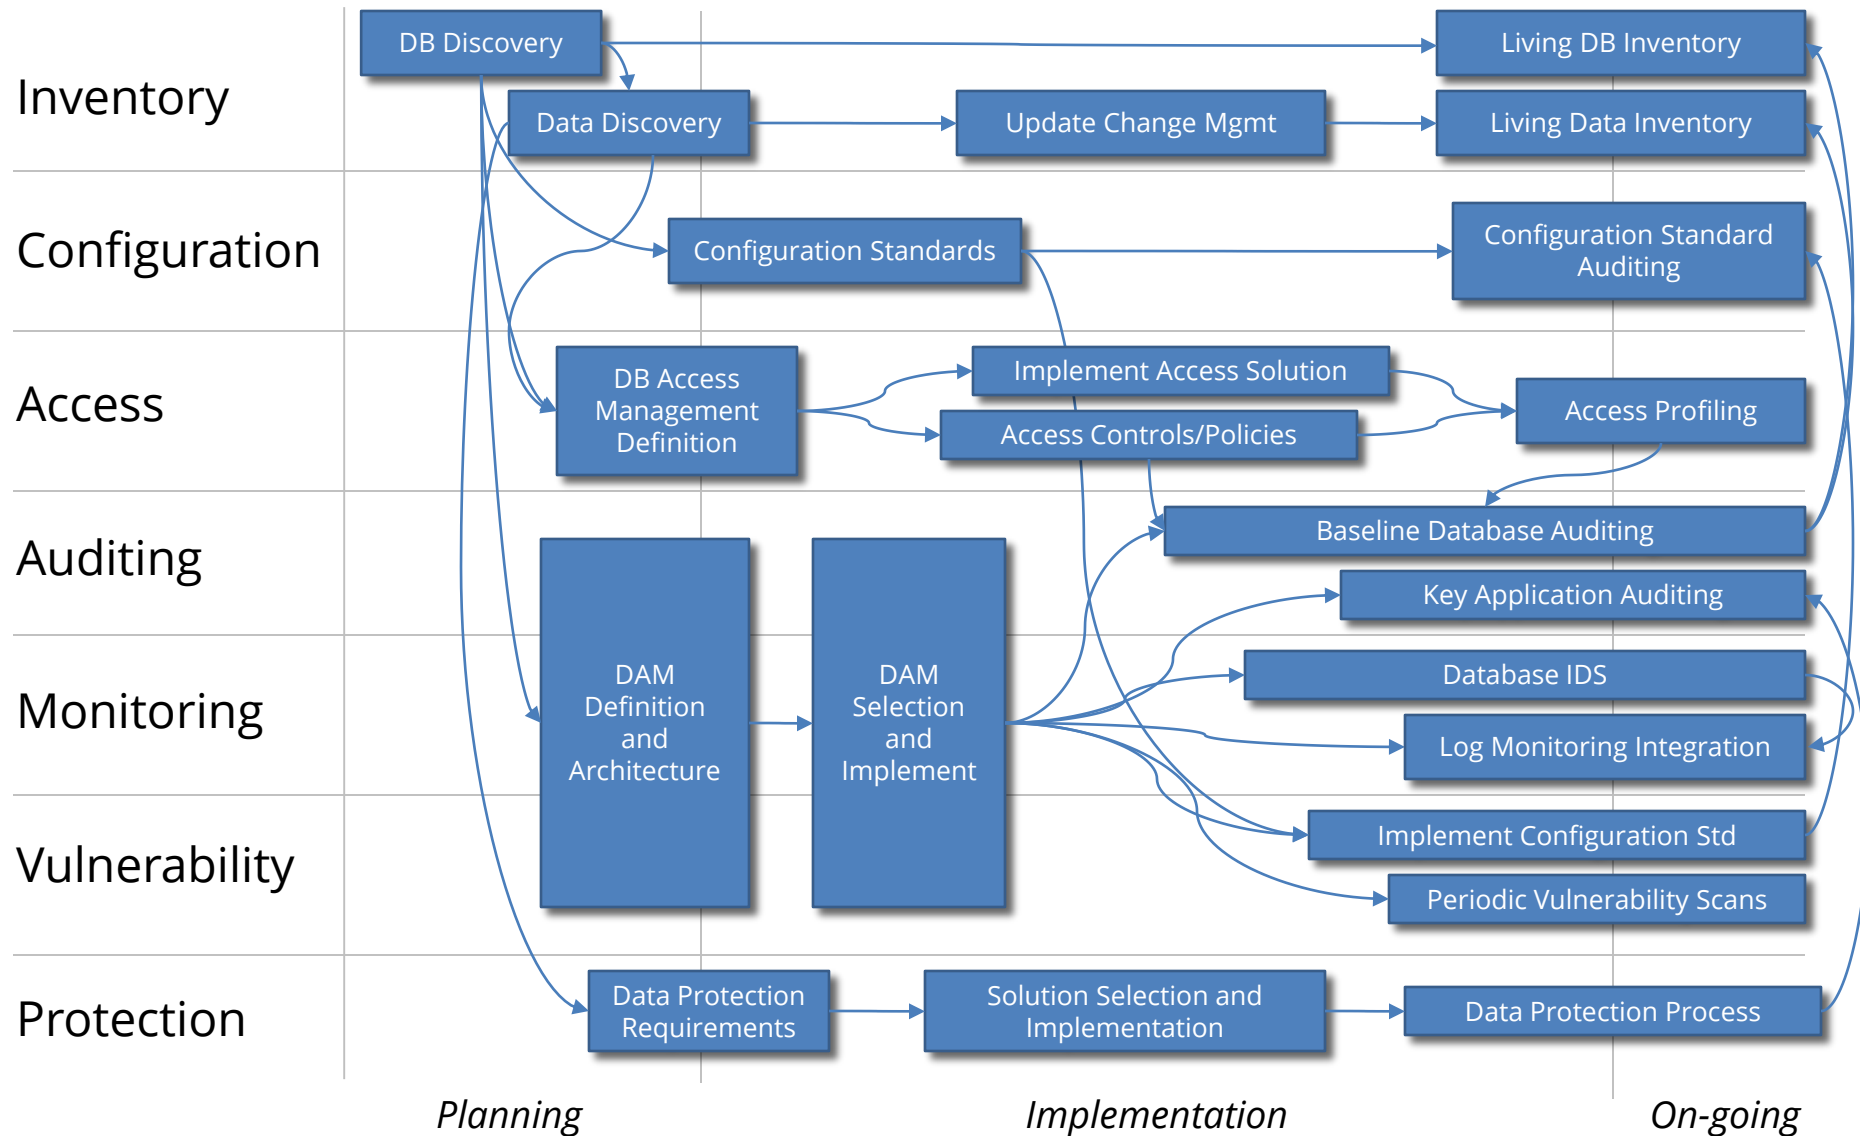 Inventory
DB Discovery
Living DB Inventory
Data Discovery
Update Change Mgmt
Living Data Inventory
Configuration
Configuration Standards
Configuration Standard
Auditing
Access
DB Access
Management
Definition
Implement Access Solution
Access Controls/Policies
Access Profiling
Auditing
Baseline Database Auditing
Key Application Auditing
Monitoring
DAM
Definition
and
Architecture
DAM
Selection
and
Implement
Database IDS
Log Monitoring Integration
Vulnerability
Implement Configuration Std
Periodic Vulnerability Scans
Protection
Data Protection
Requirements
Solution Selection and
Implementation
Data Protection Process
Planning
Implementation
On-going